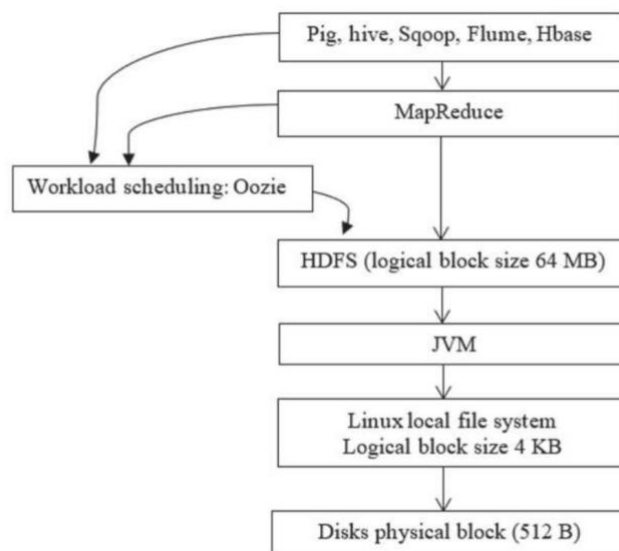 Pig, hive, Sqoop, Flume, Hbase
MapReduce
Workload scheduling: Oozie
HDFS (logical block size 64 MB)
JVM
Linux local file system
Logical block size 4 KB
Disks physical block (512 B)